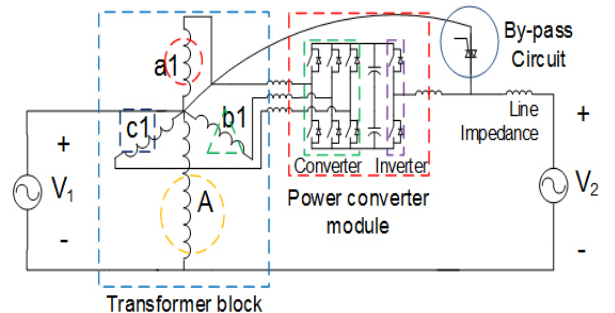 By-pass
Circuit
a1
c1
b1
A
+
V1
-
Converter
Inverter
Power converter
module
Line
Impedance
+
V2
-
Transformer block